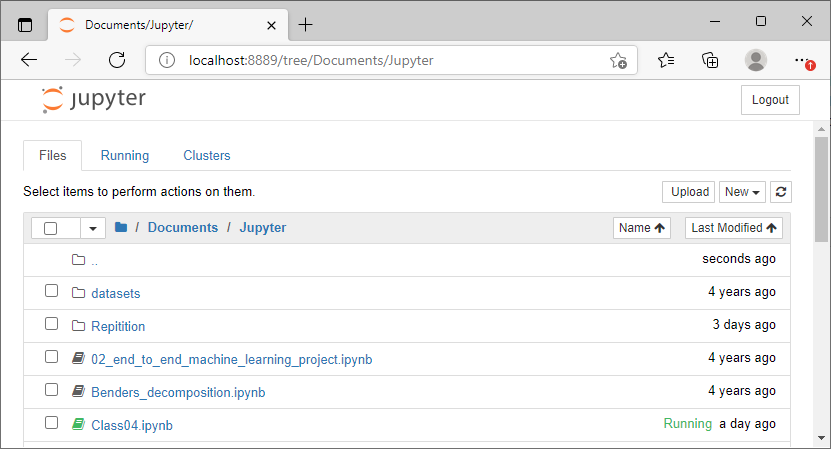 Documents/Jupyter/
localhost:8889/tree/Documents/Jupyter
jupyter
Logout
Files Running Clusters
Select items to perform actions on them.
Upload New
/ Documents / Jupyter Name Last Modified
.. seconds ago
datasets 4 years ago
Repitition 3 days ago
02_end_to_end_machine_learning_project.ipynb 4 years ago
Benders_decomposition.ipynb 4 years ago
Class04.ipynb Running a day ago